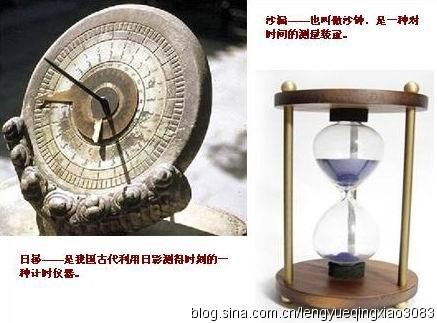 沙漏——也叫做沙钟，是一种对
时间的测量装置。
日晷——是我国古代利用日影测得时刻的一
种计时仪器。
blog.sina.com.cn/lengyueqingxiao3083